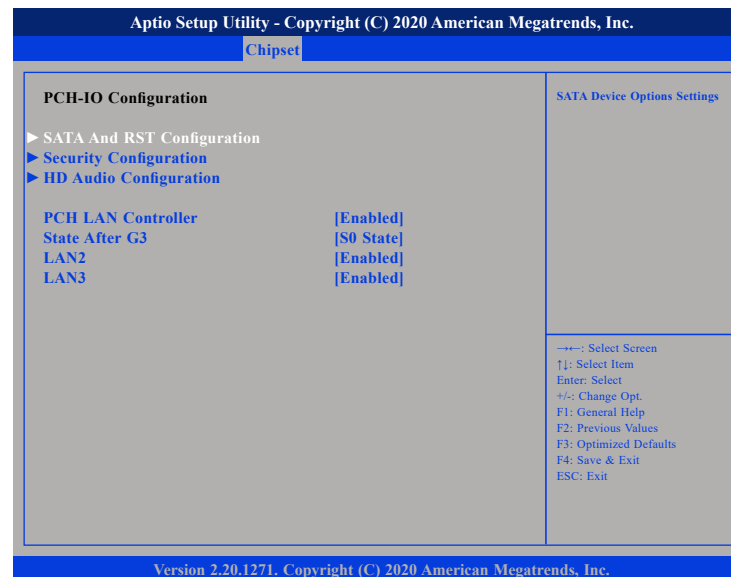 Aptio Setup Utility - Copyright (C) 2020 American Megatrends, Inc.
Chipset
PCH-IO Configuration
► SATA And RST Configuration
► Security Configuration
► HD Audio Configuration
PCH LAN Controller [Enabled]
State After G3 [S0 State]
LAN2 [Enabled]
LAN3 [Enabled]
SATA Device Options Settings
→←: Select Screen
↑↓: Select Item
Enter: Select
+/-: Change Opt.
F1: General Help
F2: Previous Values
F3: Optimized Defaults
F4: Save & Exit
ESC: Exit
Version 2.20.1271. Copyright (C) 2020 American Megatrends, Inc.